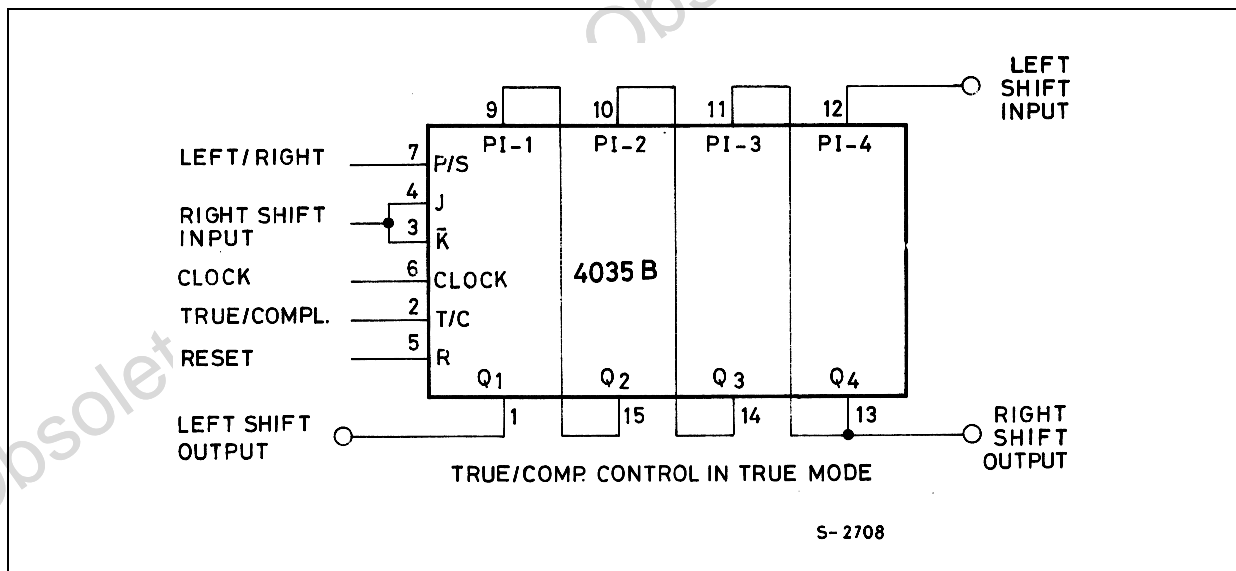 Obsolet
LEFT
SHIFT
INPUT
9 10 11 12
PI-1 PI-2 PI-3 PI-4
LEFT/RIGHT 7 P/S
4 J
RIGHT SHIFT
INPUT
3 K̅
4035 B
CLOCK 6 CLOCK
TRUE/COMPL. 2 T/C
RESET 5 R
Q1 Q2 Q3 Q4
1 15 14 13
LEFT SHIFT
OUTPUT
RIGHT
SHIFT
OUTPUT
TRUE/COMP. CONTROL IN TRUE MODE
S-2708